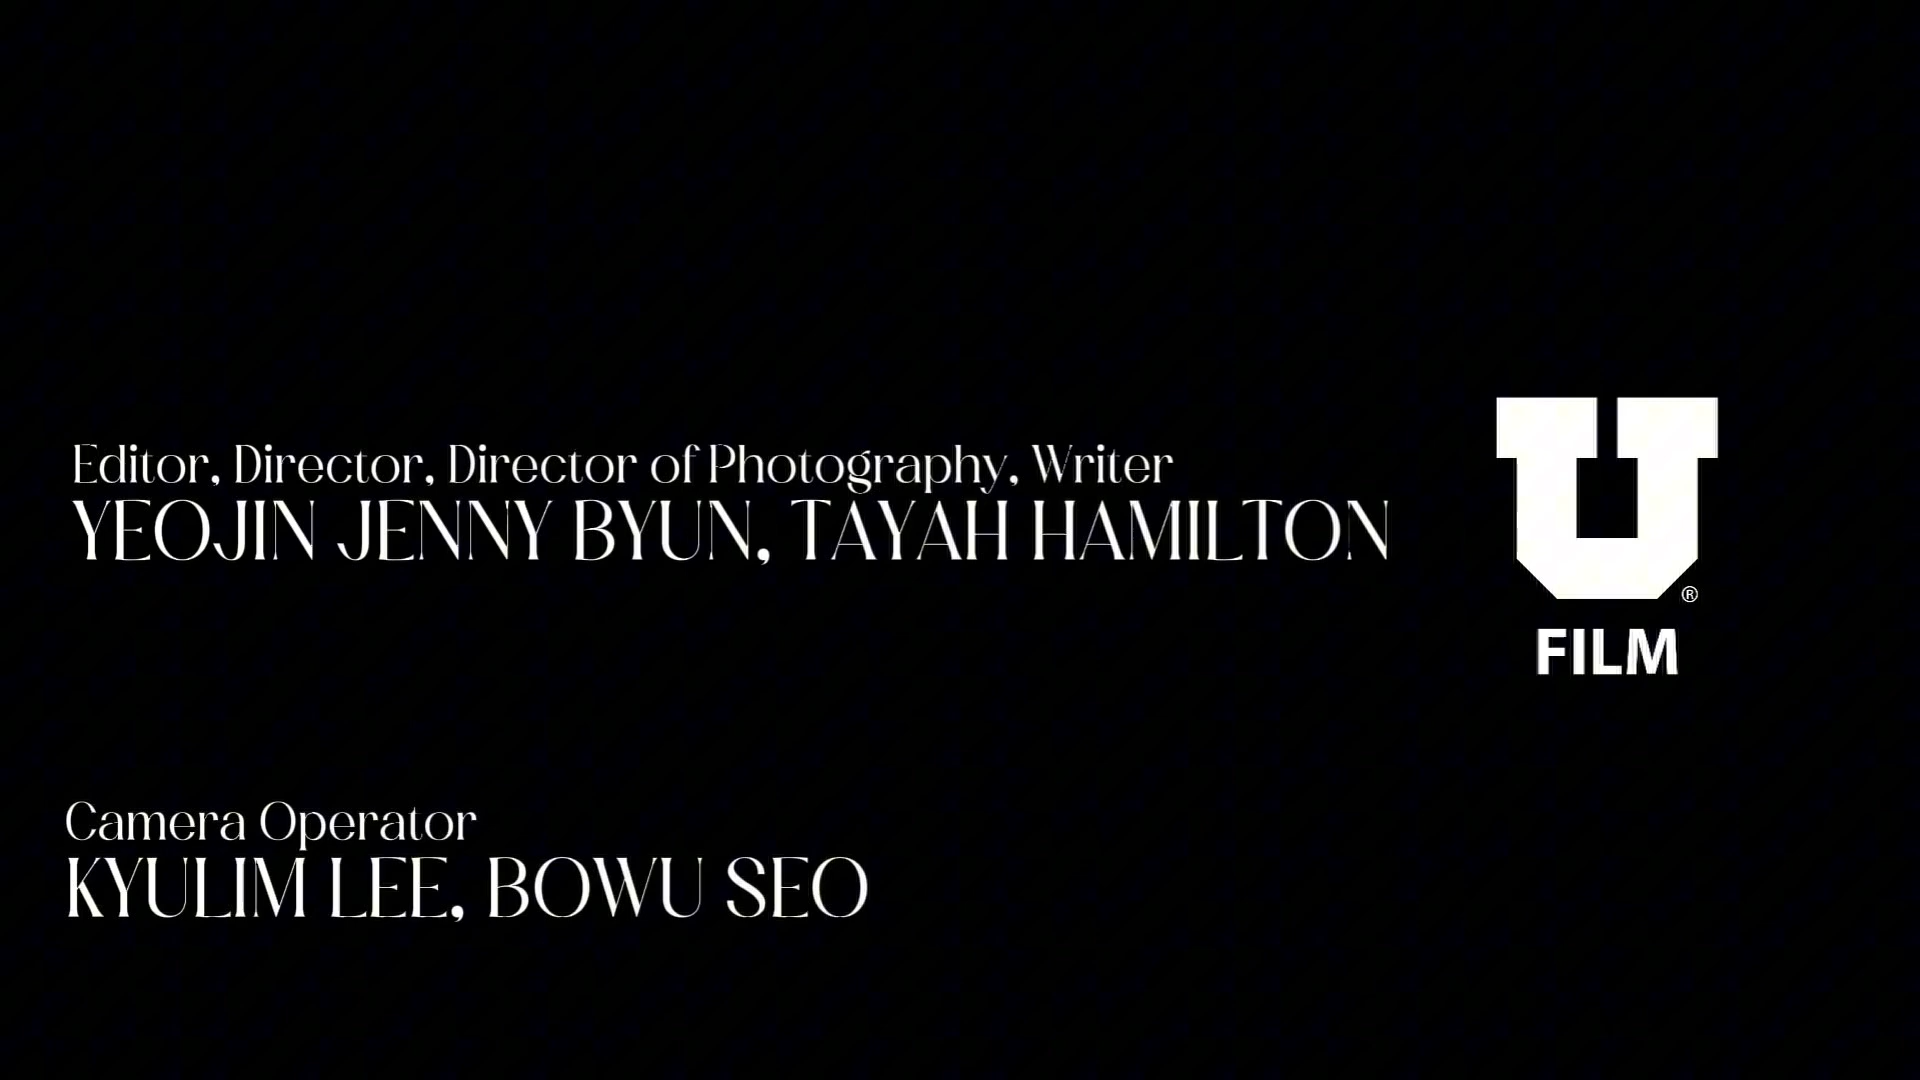 Editor, Director, Director of Photography, Writer
YEOJIN JENNY BYUN, TAYAH HAMILTON
U®
FILM
Camera Operator
KYULIM LEE, BOWU SEO